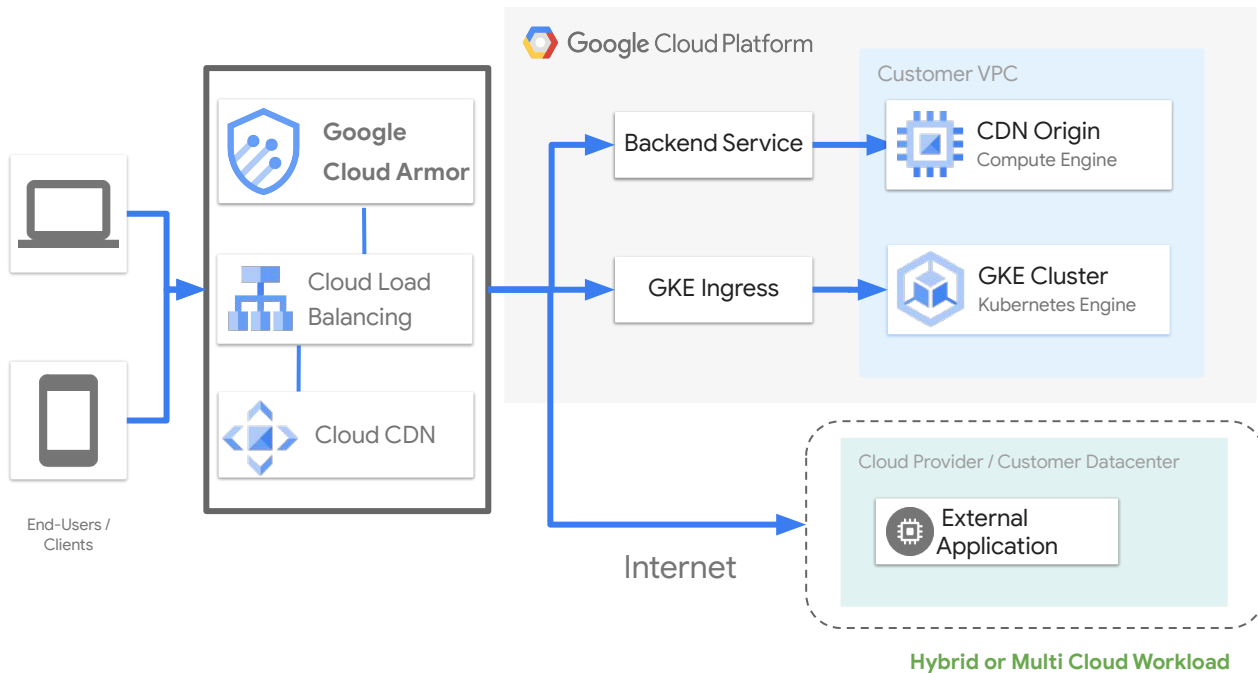 Google Cloud Platform
Customer VPC
Google
Cloud Armor
Backend Service
CDN Origin
Compute Engine
Cloud Load
Balancing
GKE Ingress
GKE Cluster
Kubernetes Engine
Cloud CDN
End-Users /
Clients
Internet
Cloud Provider / Customer Datacenter
External
Application
Hybrid or Multi Cloud Workload